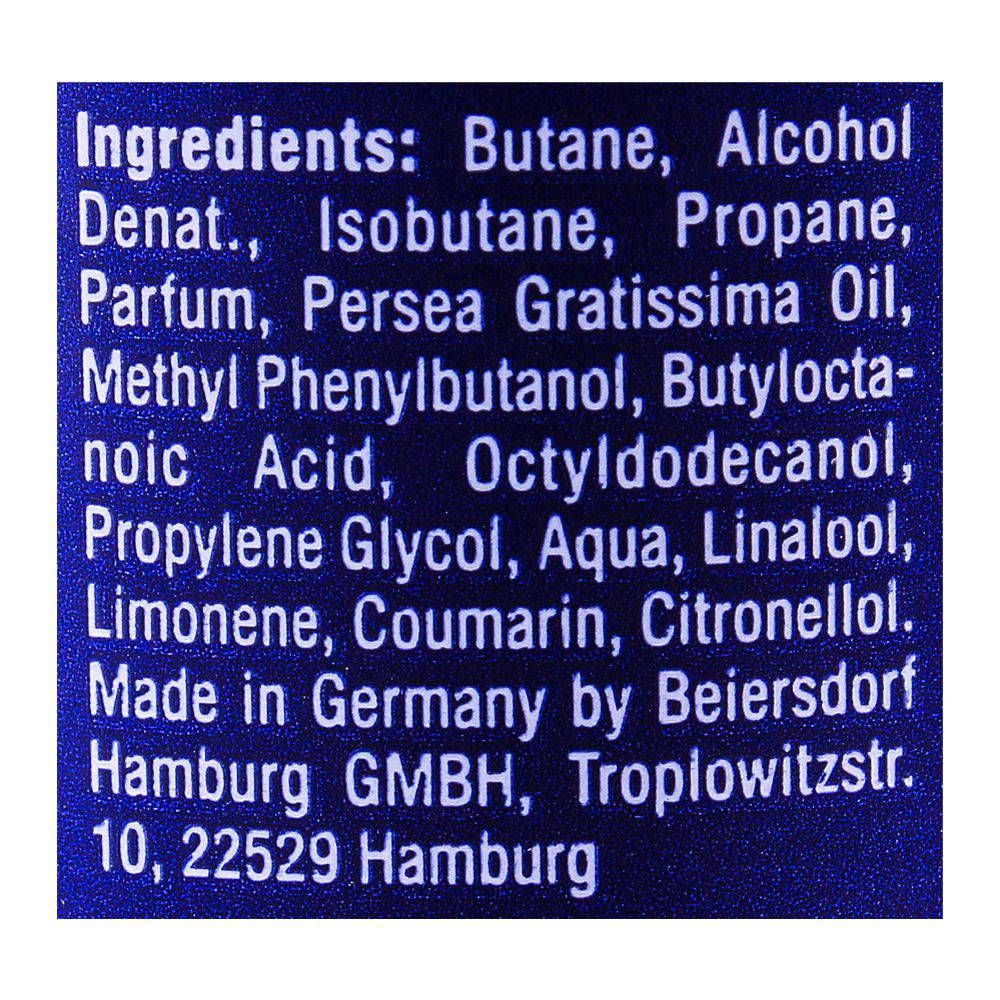 Ingredients: Butane, Alcohol
Denat., Isobutane, Propane,
Parfum, Persea Gratissima Oil,
Methyl Phenylbutanol, Butylocta-
noic Acid, Octyldodecanol,
Propylene Glycol, Aqua, Linalool,
Limonene, Coumarin, Citronellol.
Made in Germany by Beiersdorf
Hamburg GMBH, Troplowitzstr.
10, 22529 Hamburg